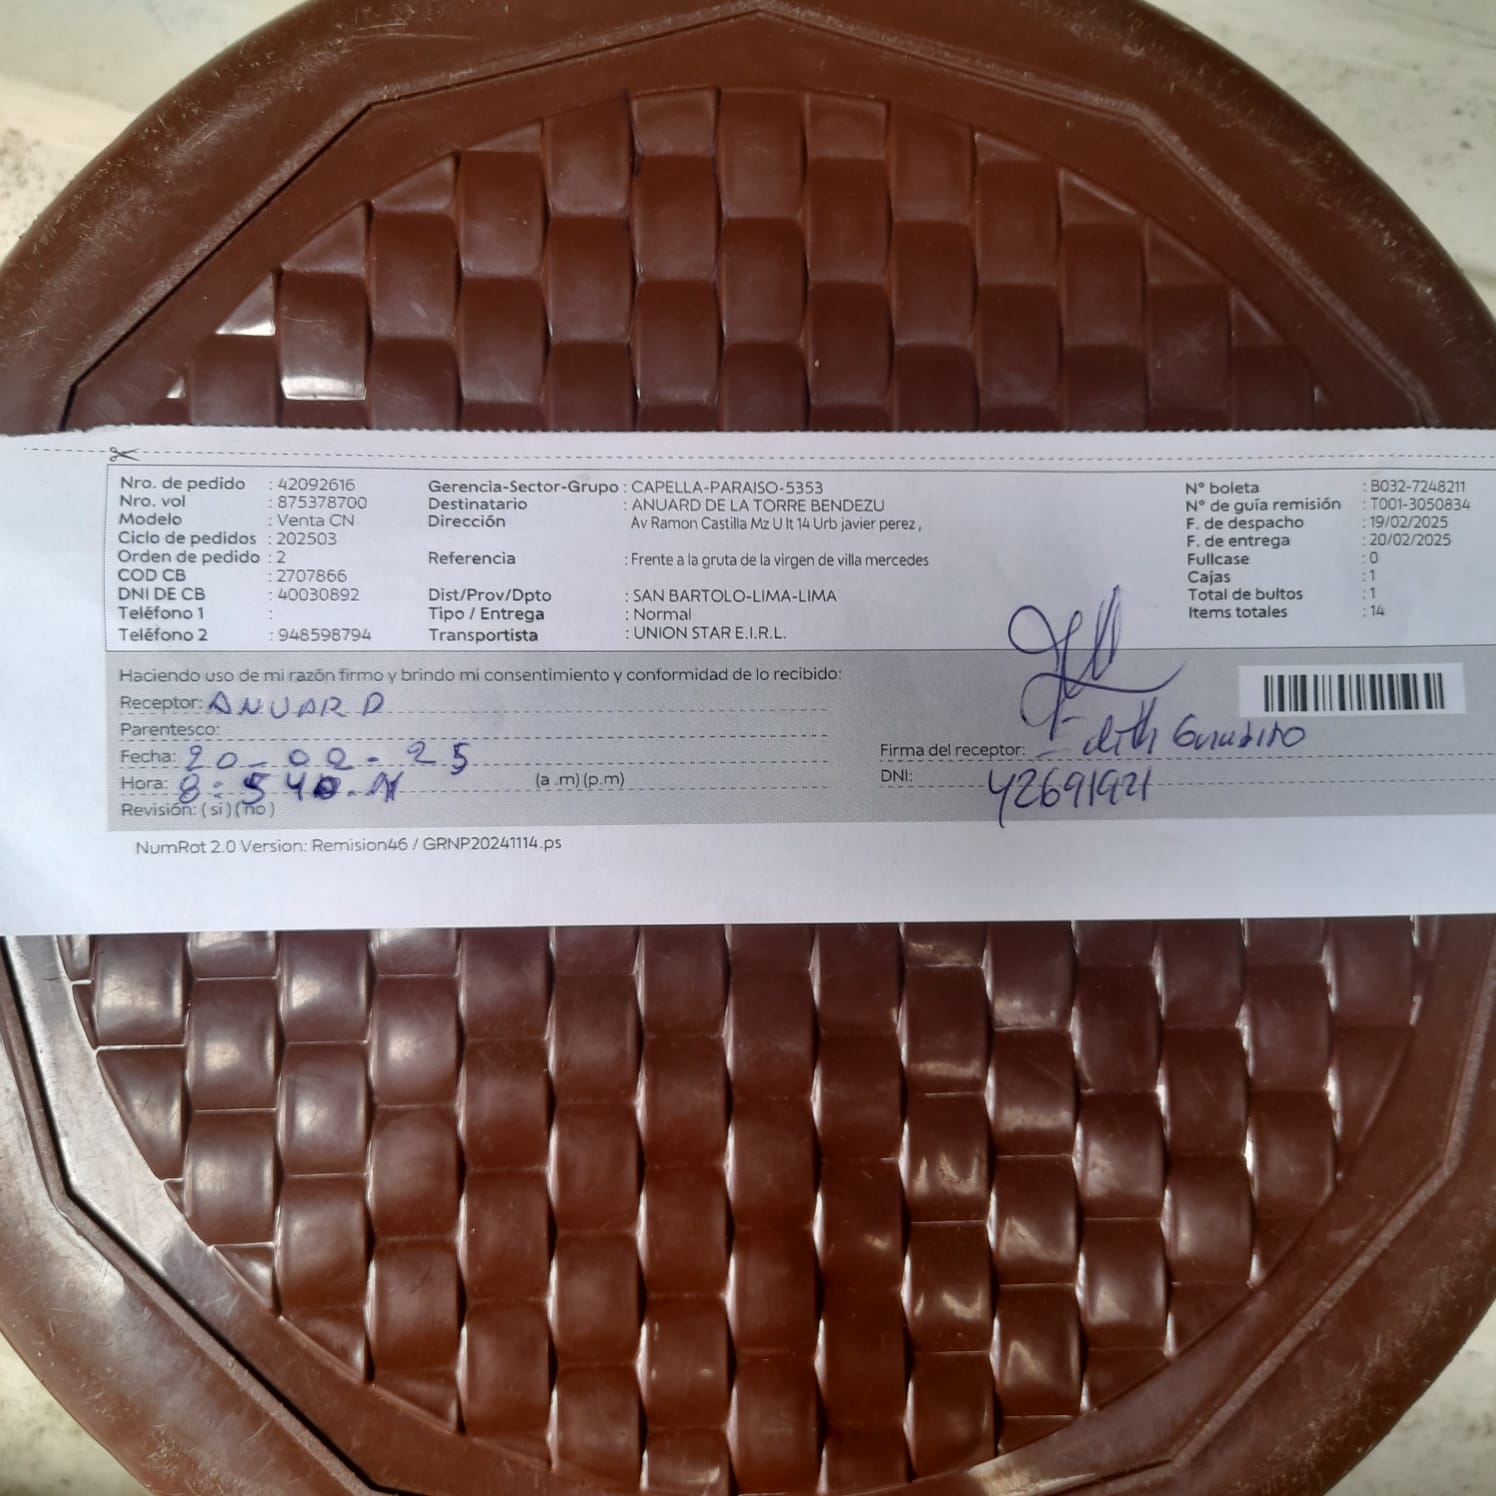 Nro. de pedido : 42092616
Nro. vol : 875378700
Modelo : Venta CN
Ciclo de pedidos : 202503
Orden de pedido : 2
COD CB : 2707866
DNI DE CB : 40030892
Teléfono 1 :
Teléfono 2 : 948598794
Gerencia-Sector-Grupo : CAPELLA-PARAISO-5353
Destinatario : ANUARD DE LA TORRE BENDEZU
Dirección Av Ramon Castilla Mz U lt 14 Urb javier perez ,
Referencia : Frente a la gruta de la virgen de villa mercedes
Dist/Prov/Dpto : SAN BARTOLO-LIMA-LIMA
Tipo / Entrega : Normal
Transportista : UNION STAR E.I.R.L.
N° boleta : B032-7248211
N° de guía remisión : T001-3050834
F. de despacho : 19/02/2025
F. de entrega : 20/02/2025
Fullcase : 0
Cajas : 1
Total de bultos : 1
Items totales : 14
Haciendo uso de mi razón firmo y brindo mi consentimiento y conformidad de lo recibido:
Receptor: ANUARD
Parentesco:
Fecha: 20-02-25
Hora: 8:54 (a .m) (p.m)
Revisión: ( si ) ( no )
Firma del receptor: Edith
DNI: 42691921
NumRot 2.0 Version: Remision46 / GRNP20241114.ps